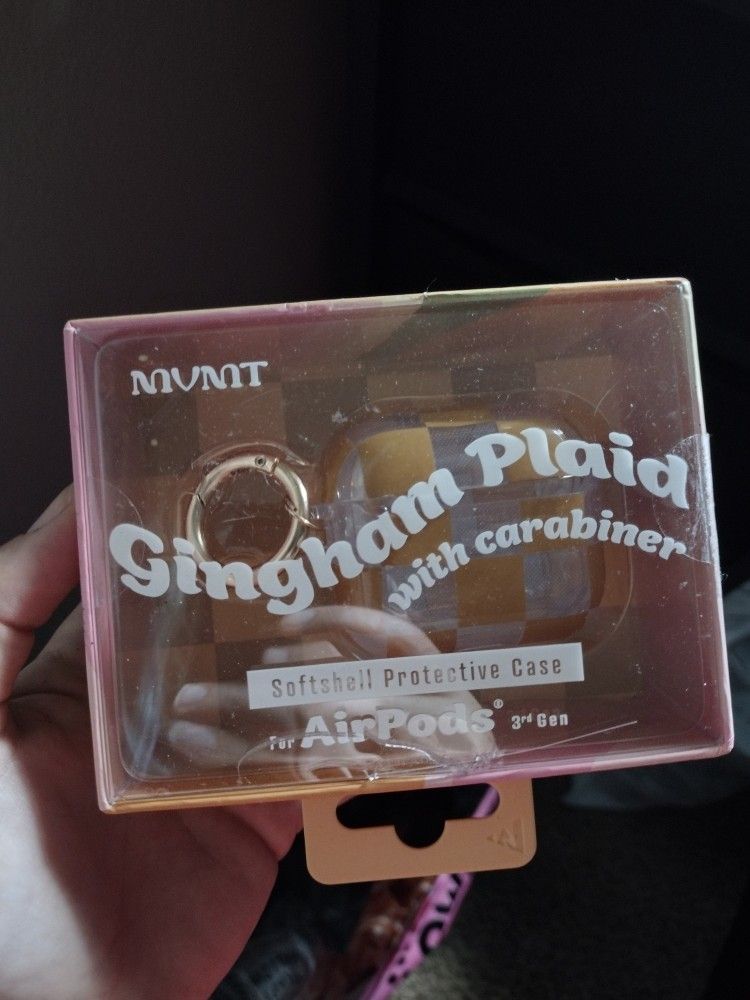 MVMT
Gingham Plaid
with carabiner
Softshell Protective Case
For AirPods® 3rd Gen